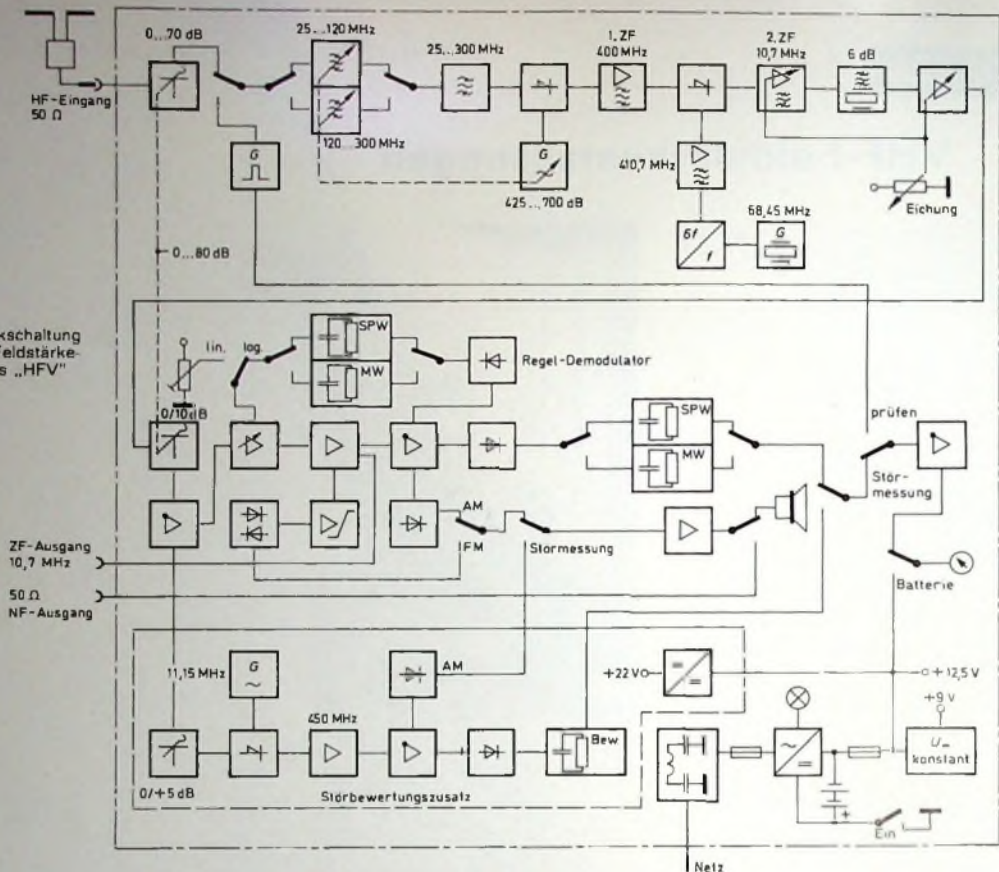 0...70 dB
25...120 MHz
25...300 MHz
1. ZF
400 MHz
2. ZF
10,7 MHz
6 dB
HF-Eingang
50 Ω
120...300 MHz
G
G
425...700 dB
410,7 MHz
6f
f
68,45 MHz
G
Eichung
0...80 dB
kschaltung
eldstärke-
s „HFV"
lin.
log.
SPW
MW
Regel-Demodulator
0/10 dB
SPW
MW
prüfen
Stör-
messung
AM
FM
Störmessung
ZF-Ausgang
10,7 MHz
50 Ω
NF-Ausgang
Batterie
11,15 MHz
G
AM
+22 V
+12,5 V
+9 V
450 MHz
Bew
U=
konstant
0/+5 dB
Störbewertungszusatz
+
Ein
Netz